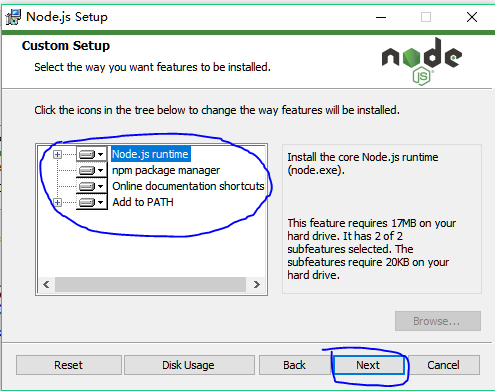 Node.js Setup
Custom Setup
Select the way you want features to be installed.
node
JS
Click the icons in the tree below to change the way features will be installed.
Node.js runtime
npm package manager
Online documentation shortcuts
Add to PATH
Install the core Node.js runtime
(node.exe).
This feature requires 17MB on your
hard drive. It has 2 of 2
subfeatures selected. The
subfeatures require 20KB on your
hard drive.
Browse...
Reset
Disk Usage
Back
Next
Cancel